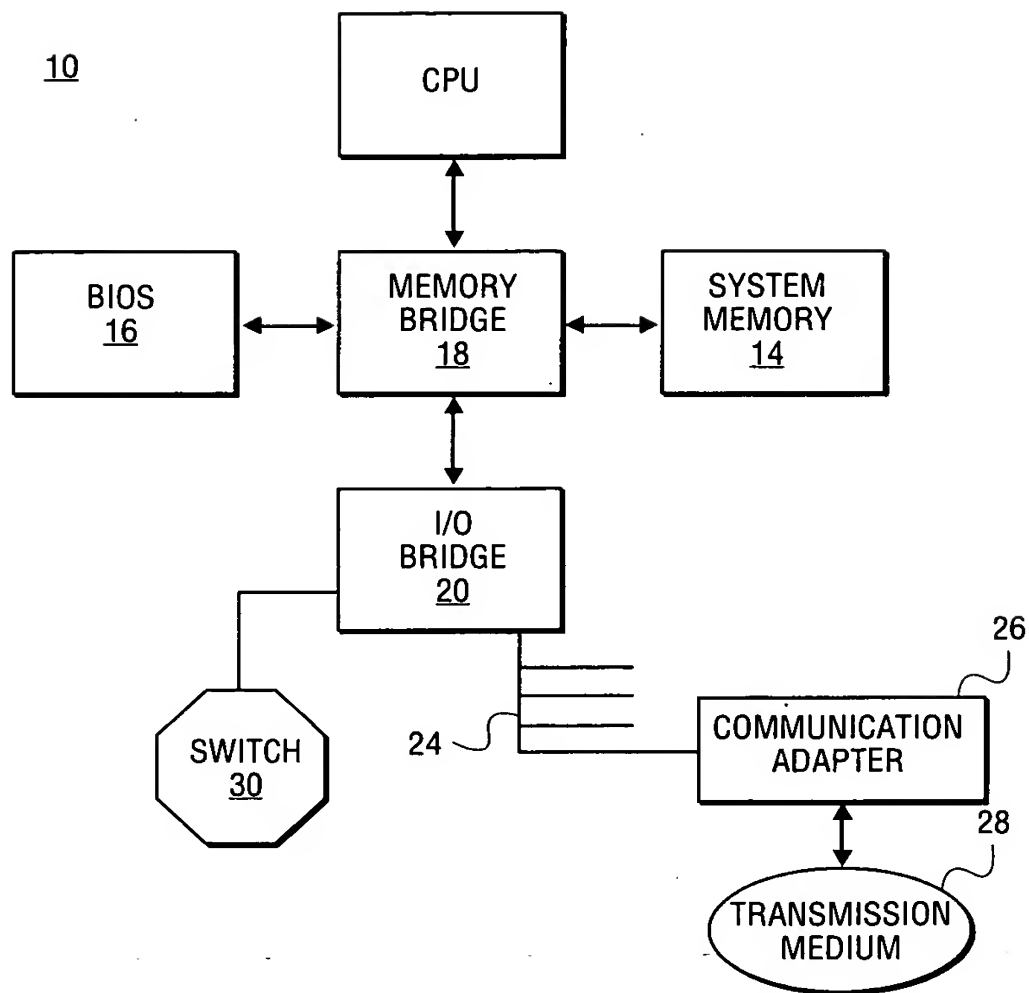 10
CPU
BIOS
16
MEMORY
BRIDGE
18
SYSTEM
MEMORY
14
I/O
BRIDGE
20
SWITCH
30
24
26
COMMUNICATION
ADAPTER
28
TRANSMISSION
MEDIUM